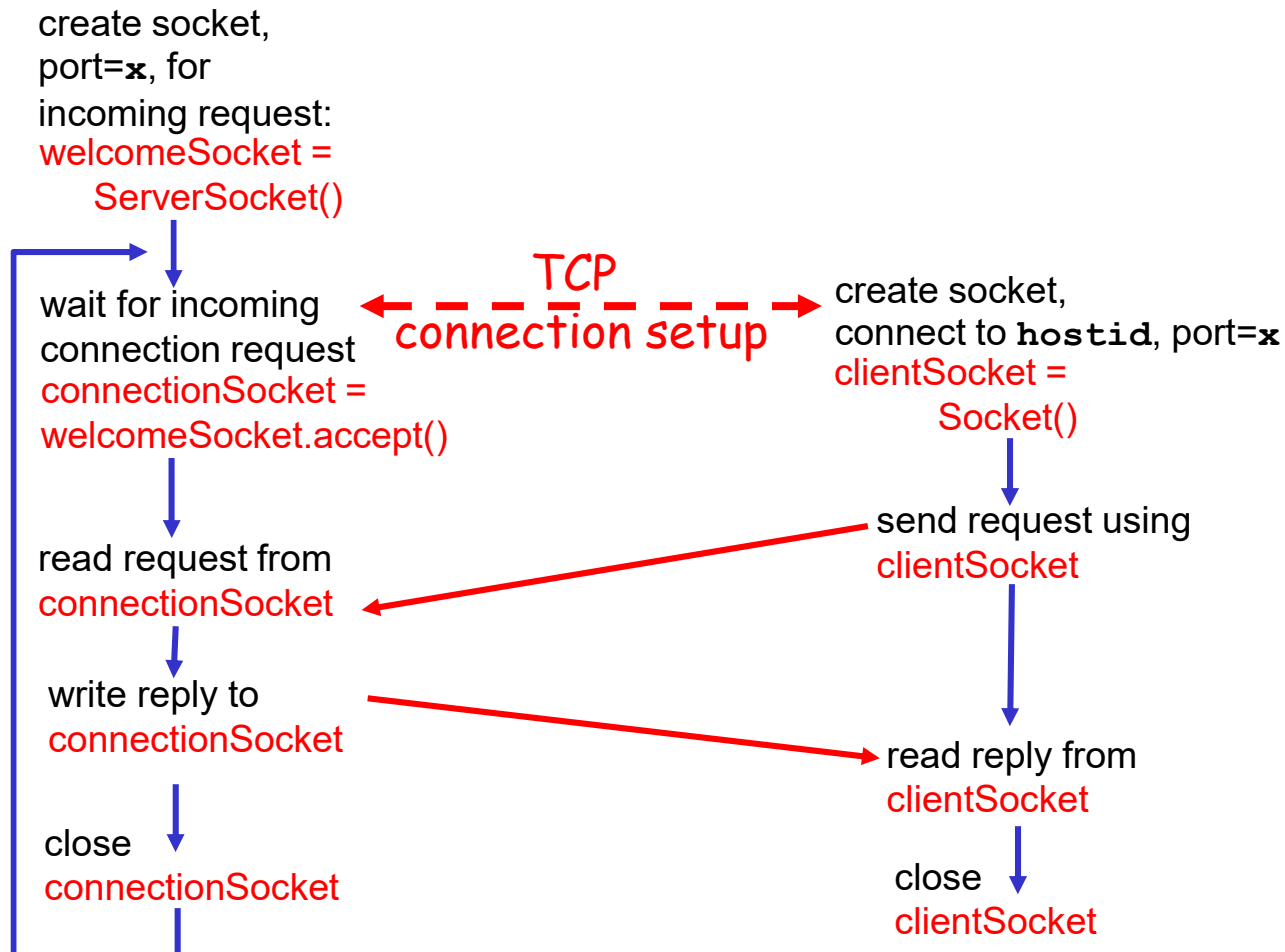 create socket,
port=x, for
incoming request:
welcomeSocket =
ServerSocket()
wait for incoming
connection request
connectionSocket =
welcomeSocket.accept()
TCP
connection setup
create socket,
connect to hostid, port=x
clientSocket =
Socket()
read request from
connectionSocket
send request using
clientSocket
write reply to
connectionSocket
read reply from
clientSocket
close
connectionSocket
close
clientSocket